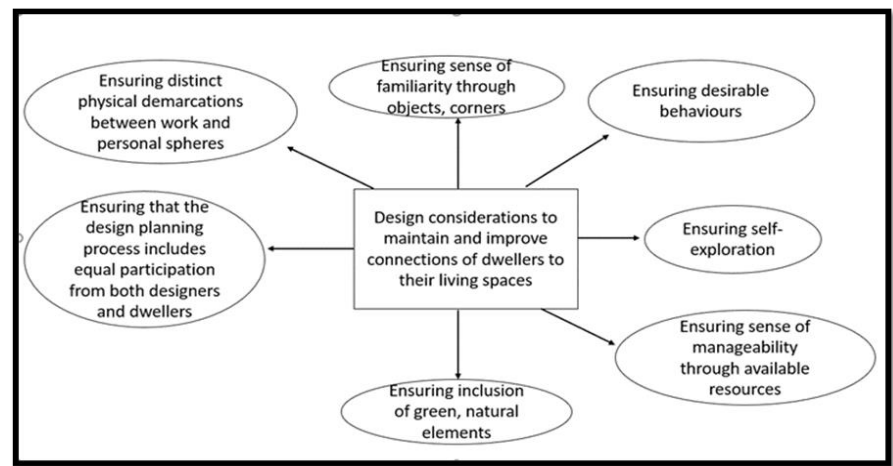 Ensuring distinct
physical demarcations
between work and
personal spheres
Ensuring sense of
familiarity through
objects, corners
Ensuring desirable
behaviours
Ensuring that the
design planning
process includes
equal participation
from both designers
and dwellers
Design considerations to
maintain and improve
connections of dwellers to
their living spaces
Ensuring self-
exploration
Ensuring sense of
manageability
through available
resources
Ensuring inclusion
of green, natural
elements